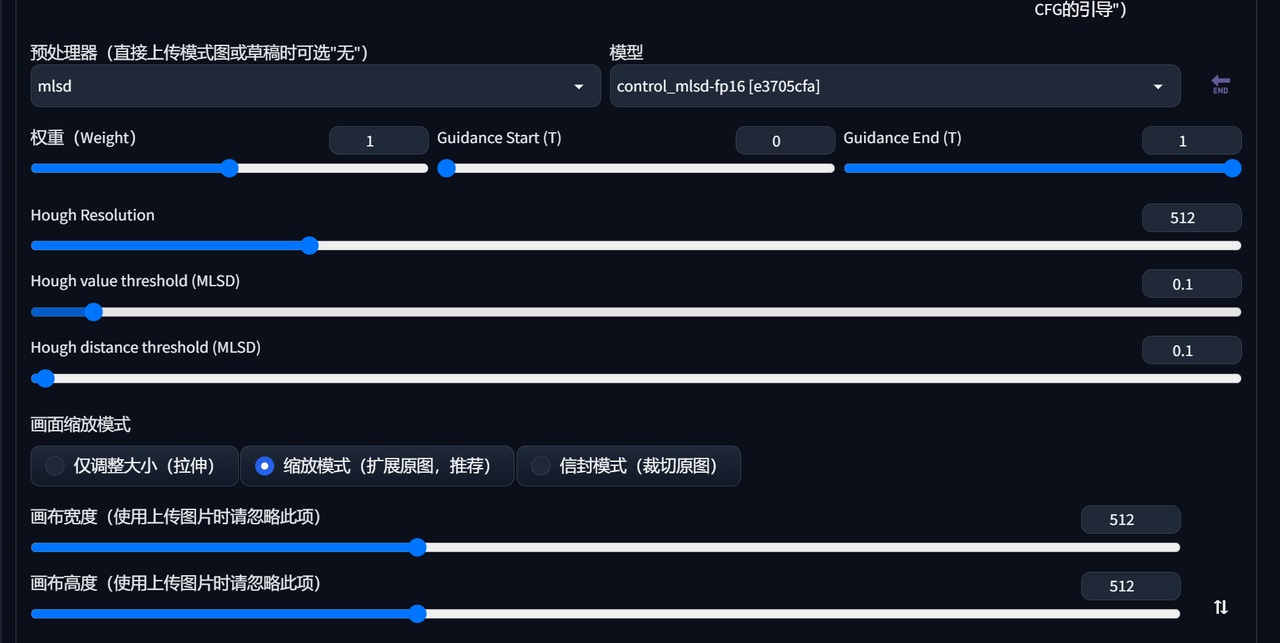 CFG的引导")
预处理器（直接上传模式图或草稿时可选"无"）
模型
mlsd
control_mlsd-fp16 [e3705cfa]
END
权重（Weight）
1
Guidance Start (T)
0
Guidance End (T)
1
Hough Resolution
512
Hough value threshold (MLSD)
0.1
Hough distance threshold (MLSD)
0.1
画面缩放模式
仅调整大小（拉伸）
缩放模式（扩展原图，推荐）
信封模式（裁切原图）
画布宽度（使用上传图片时请忽略此项）
512
画布高度（使用上传图片时请忽略此项）
512